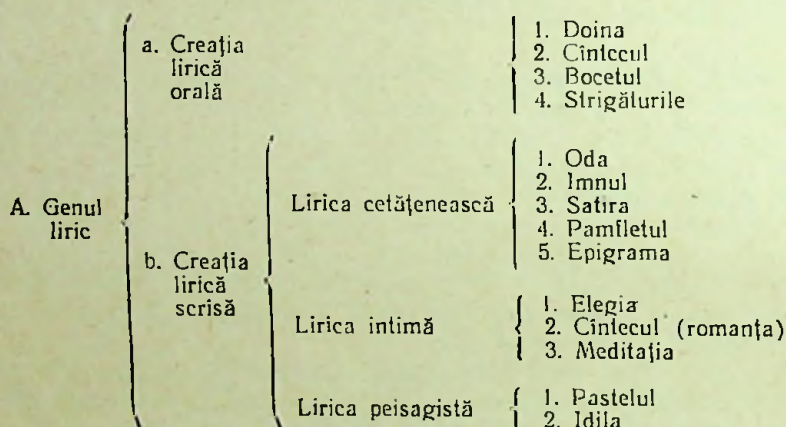 a. Creația
lirică
orală
1. Doina
2. Cîntecul
3. Bocetul
4. Strigăturile
A. Genul
liric
b. Creația
lirică
scrisă
Lirica cetățenească
1. Oda
2. Imnul
3. Satira
4. Pamfletul
5. Epigrama
Lirica intimă
1. Elegia
2. Cîntecul (romanța)
3. Meditația
Lirica peisagistă
1. Pastelul
2. Idila